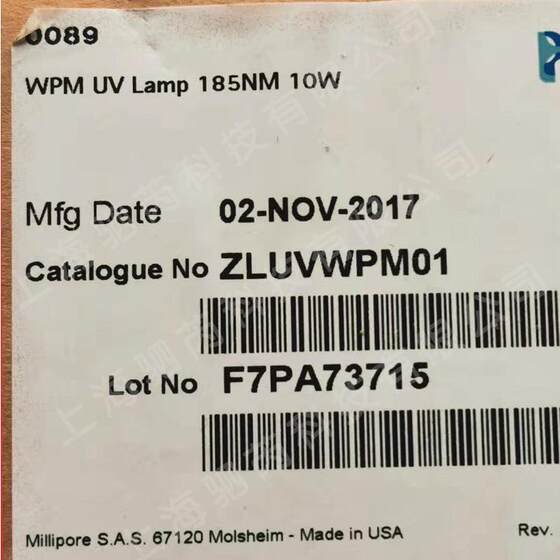 0089
WPM UV Lamp 185NM 10W
Mfg Date 02-NOV-2017
Catalogue No ZLUVWPM01
Lot No F7PA73715
Millipore S.A.S. 67120 Molsheim - Made in USA Rev.